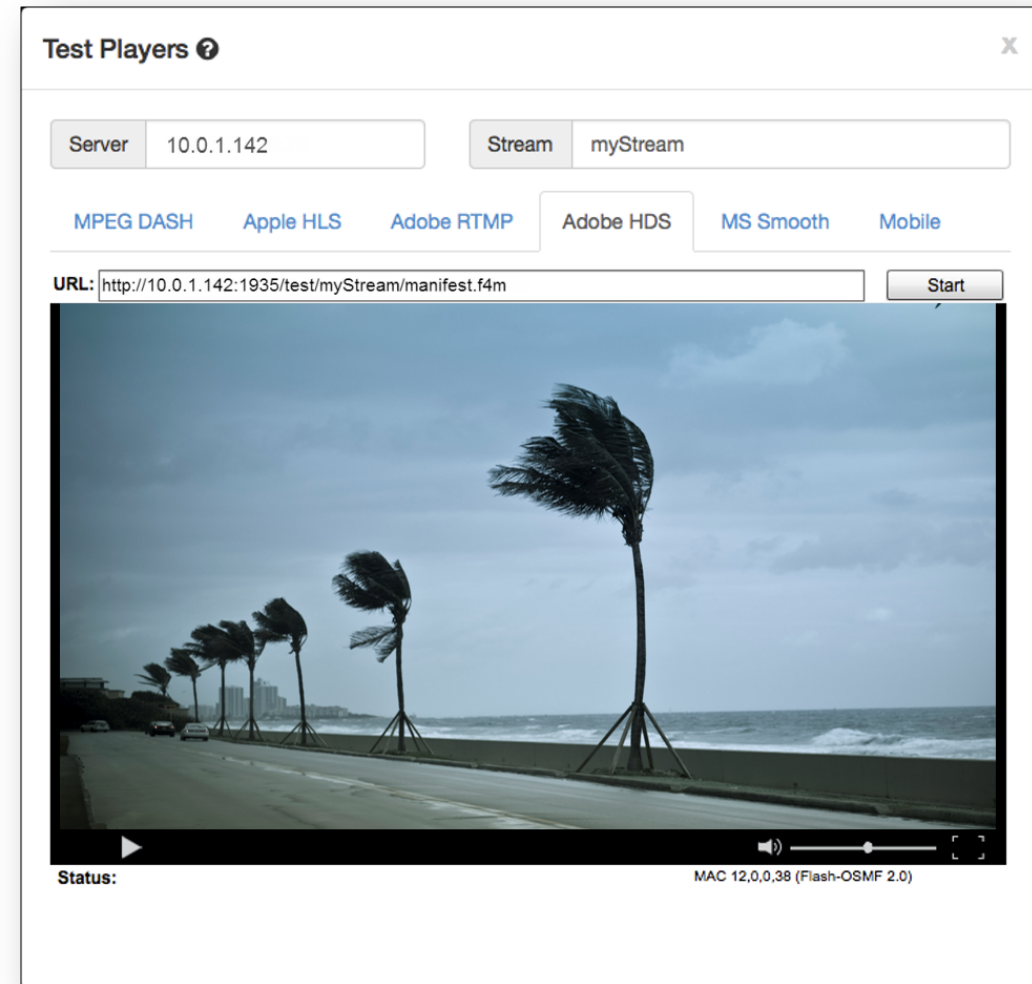 Test Players ?
x
Server 10.0.1.142 Stream myStream
MPEG DASH Apple HLS Adobe RTMP Adobe HDS MS Smooth Mobile
URL: http://10.0.1.142:1935/test/myStream/manifest.f4m Start
Status: MAC 12,0,0,38 (Flash-OSMF 2.0)